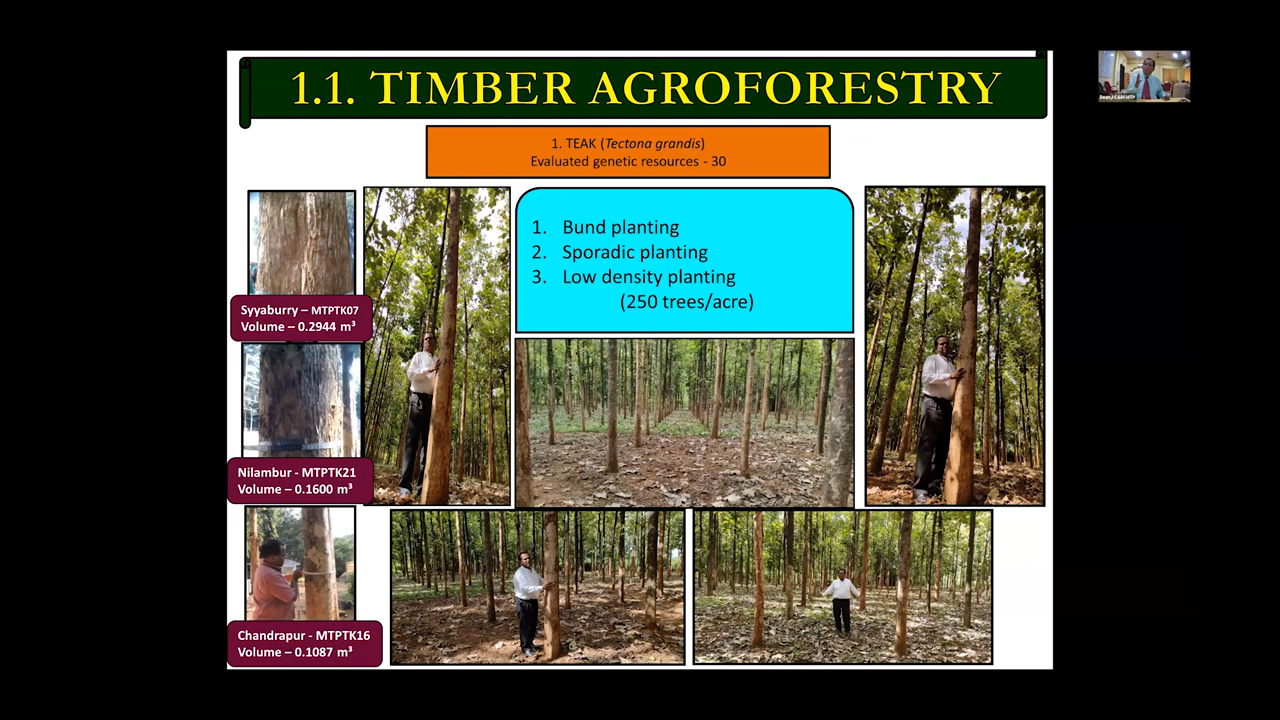 1.1. TIMBER AGROFORESTRY
1. TEAK (Tectona grandis)
Evaluated genetic resources - 30
1. Bund planting
2. Sporadic planting
3. Low density planting
(250 trees/acre)
Syyaburry – MTPTK07
Volume – 0.2944 m³
Nilambur - MTPTK21
Volume – 0.1600 m³
Chandrapur - MTPTK16
Volume – 0.1087 m³